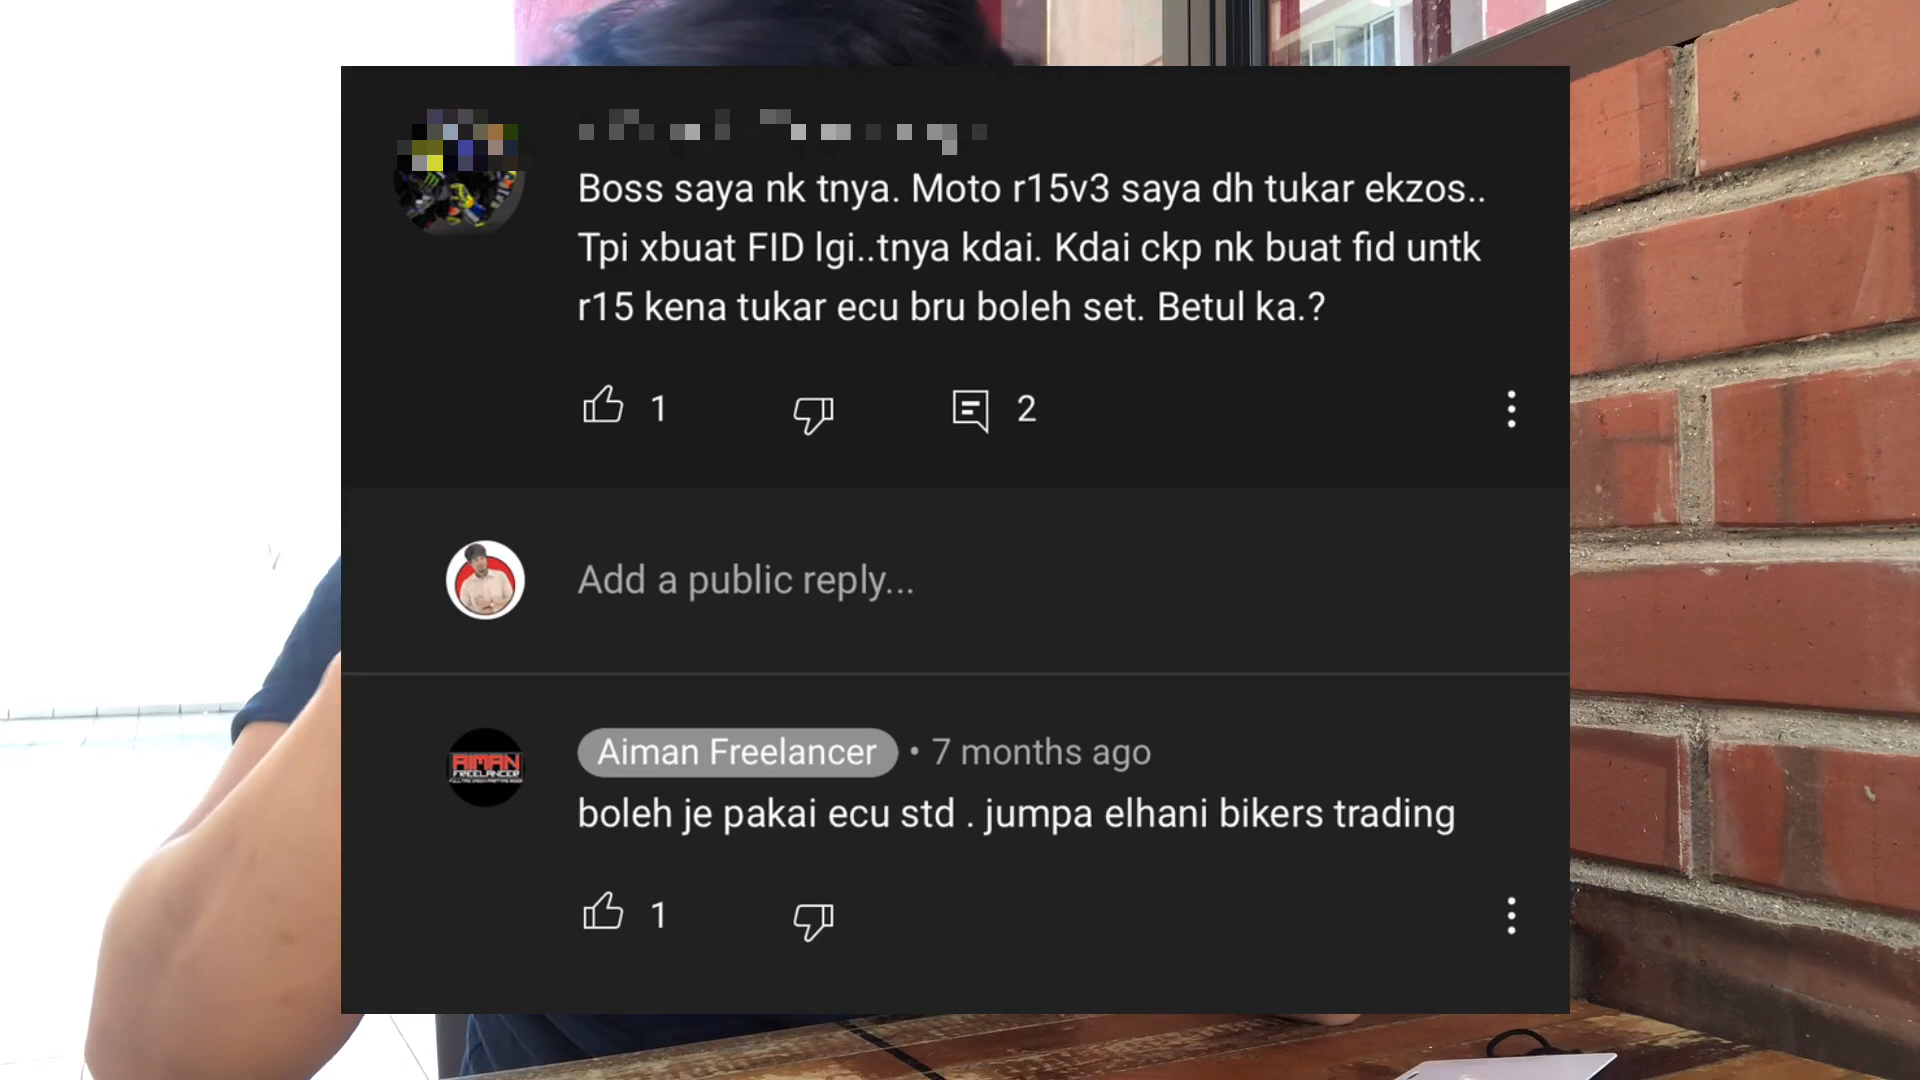 Boss saya nk tnya. Moto r15v3 saya dh tukar ekzos..
Tpi xbuat FID lgi..tnya kdai. Kdai ckp nk buat fid untk
r15 kena tukar ecu bru boleh set. Betul ka.?
1
2
Add a public reply...
AIMAN
FREELANCER
Aiman Freelancer • 7 months ago
boleh je pakai ecu std . jumpa elhani bikers trading
1